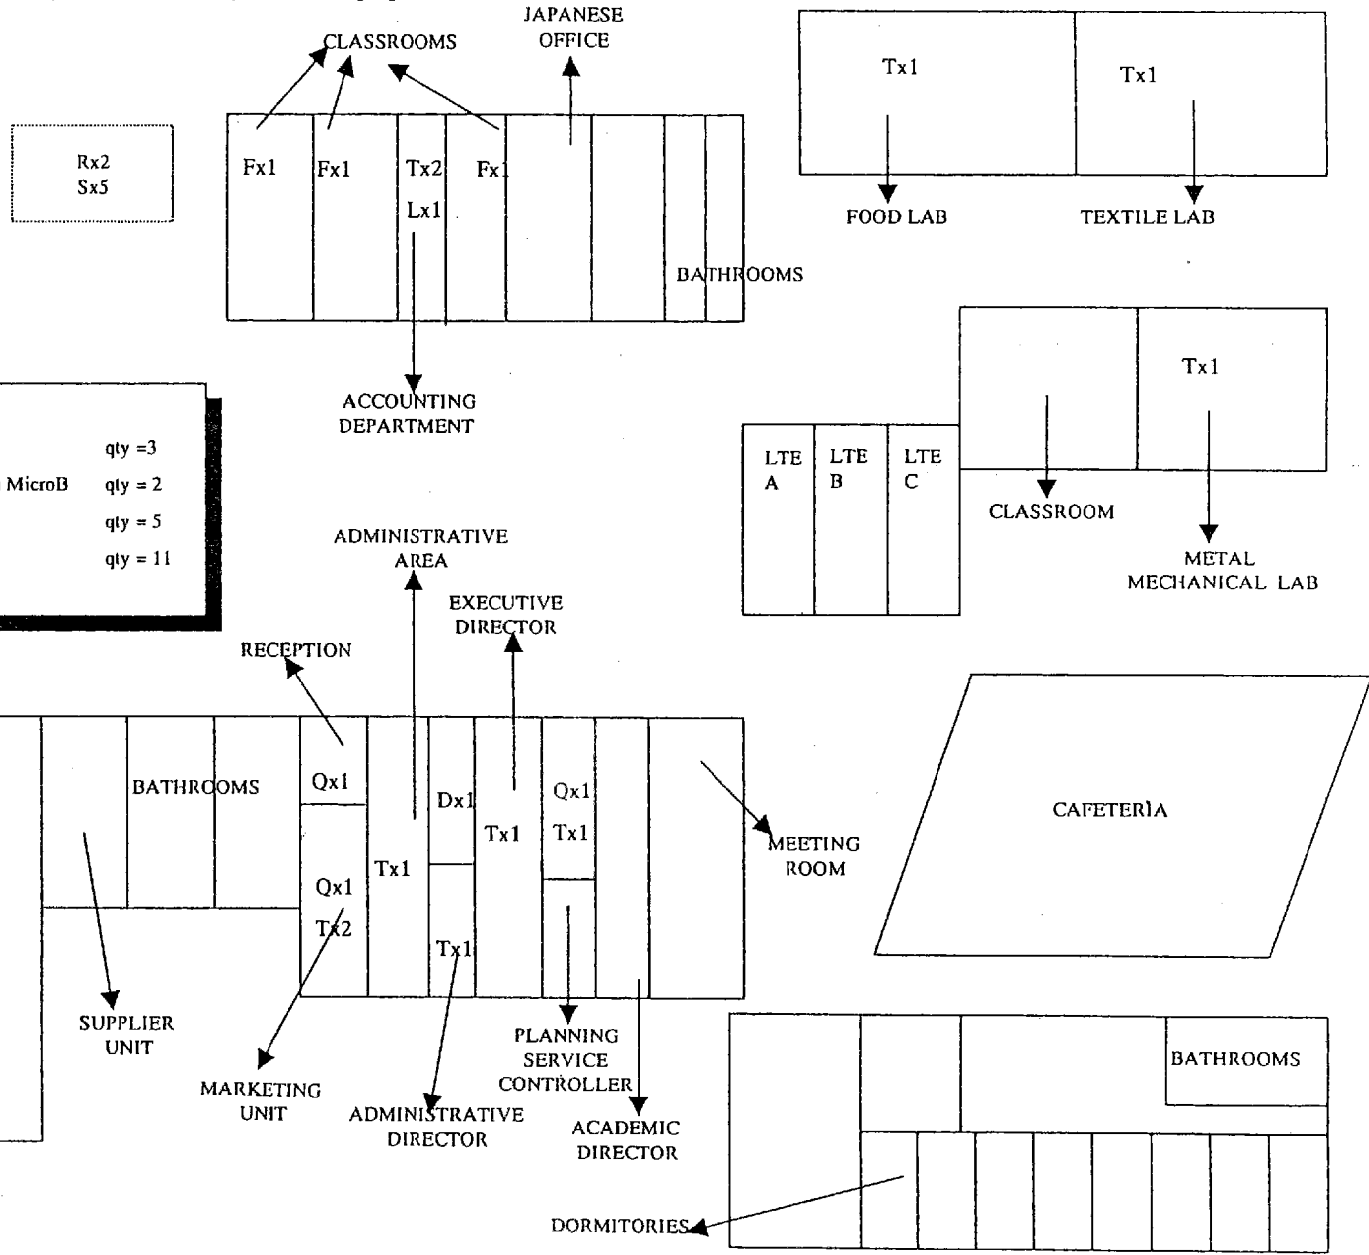 JAPANESE
OFFICE
CLASSROOMS
Tx1
Tx1
Rx2
Sx5
Fx1
Fx1
Tx2
Lx1
Fx1
FOOD LAB
TEXTILE LAB
BATHROOMS
ACCOUNTING
DEPARTMENT
Tx1
qty =3
MicroB qty = 2
qty = 5
qty = 11
LTE
A
LTE
B
LTE
C
CLASSROOM
METAL
MECHANICAL LAB
ADMINISTRATIVE
AREA
EXECUTIVE
DIRECTOR
RECEPTION
BATHROOMS
Qx1
Qx1
Tx2
Tx1
Dx1
Tx1
Tx1
Qx1
Tx1
MEETING
ROOM
CAFETERIA
SUPPLIER
UNIT
MARKETING
UNIT
ADMINISTRATIVE
DIRECTOR
PLANNING
SERVICE
CONTROLLER
ACADEMIC
DIRECTOR
BATHROOMS
DORMITORIES